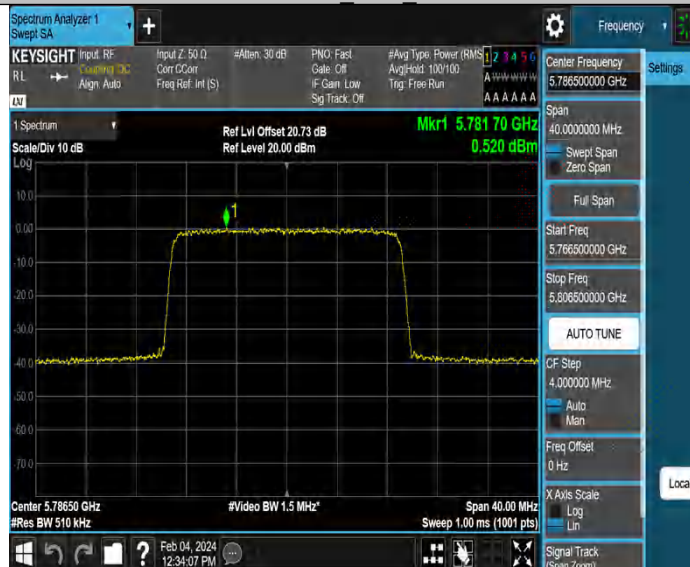 Spectrum Analyzer 1
Swept SA
+
Frequency
KEYSIGHT
RL
Input: RF
Coupling: DC
Align: Auto
Input Z: 50 Ω
Corr CCorr
Freq Ref: Int (S)
#Atten: 30 dB
PNO: Fast
Gate: Off
IF Gain: Low
Sig Track: Off
#Avg Type: Power (RMS
Avg|Hold: 100/100
Trig: Free Run
1 2 3 4 5 6
A W W W W W
A A A A A A
LXI
1 Spectrum
Scale/Div 10 dB
Log
Ref Lvl Offset 20.73 dB
Ref Level 20.00 dBm
Mkr1 5.781 70 GHz
0.520 dBm
1
10.0
0.00
-10.0
-20.0
-30.0
-40.0
-50.0
-60.0
-70.0
Center 5.78650 GHz
#Res BW 510 kHz
#Video BW 1.5 MHz*
Span 40.00 MHz
Sweep 1.00 ms (1001 pts)
?
Feb 04, 2024
12:34:07 PM
Center Frequency
5.786500000 GHz
Settings
Span
40.0000000 MHz
Swept Span
Zero Span
Full Span
Start Freq
5.766500000 GHz
Stop Freq
5.806500000 GHz
AUTO TUNE
CF Step
4.000000 MHz
Auto
Man
Freq Offset
0 Hz
X Axis Scale
Log
Lin
Loca
Signal Track
(Span Zoom)